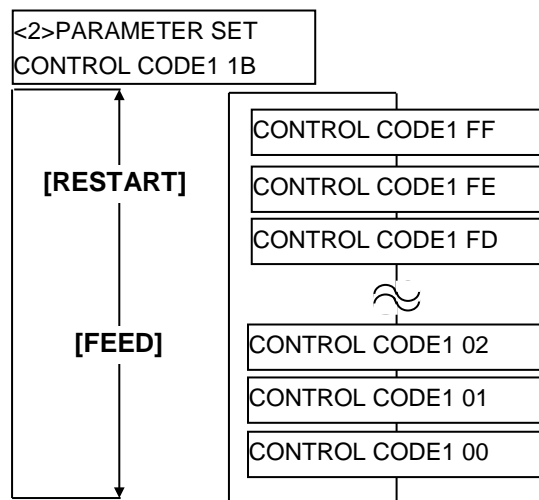 <2>PARAMETER SET
CONTROL CODE1 1B
CONTROL CODE1 FF
[RESTART]
CONTROL CODE1 FE
CONTROL CODE1 FD
[FEED]
CONTROL CODE1 02
CONTROL CODE1 01
CONTROL CODE1 00